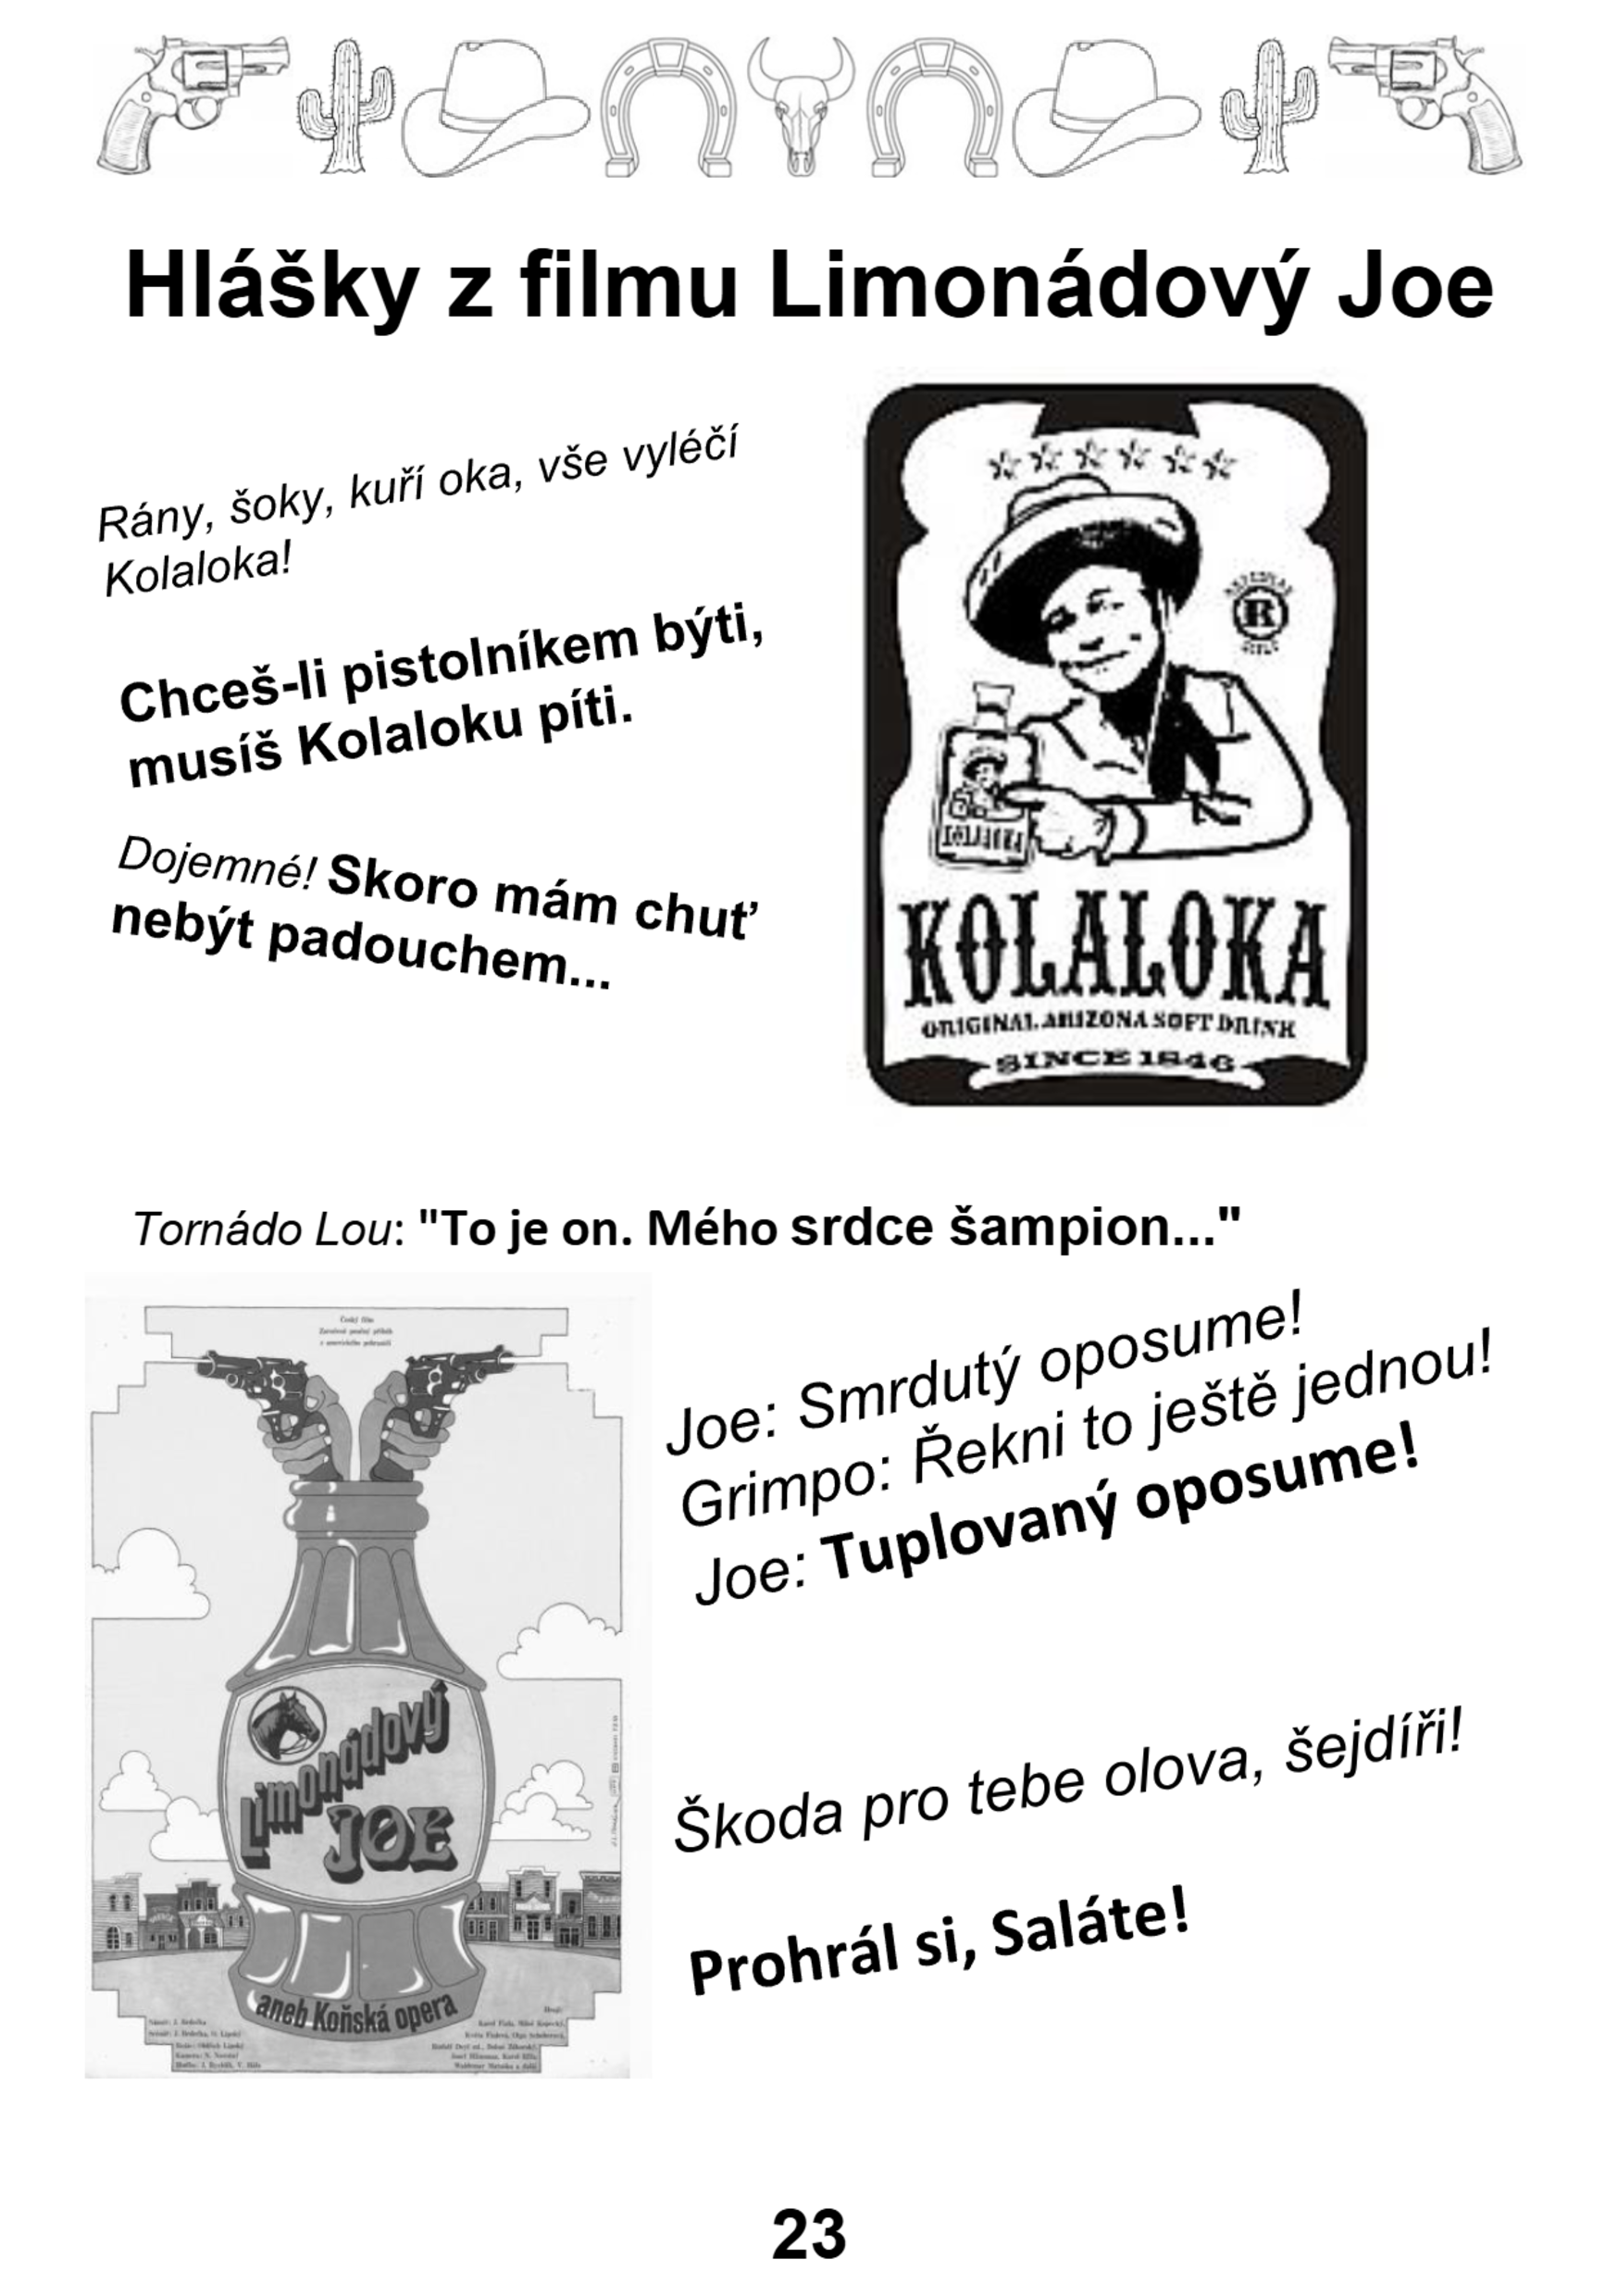 Hlášky z filmu Limonádový Joe
Rány, šoky, kuří oka, vše vyléčí
Kolaloka!
Chceš-li pistolníkem býti,
musíš Kolaloku píti.
Dojemné! Skoro mám chuť
nebýt padouchem...
R
KOLALOKA
ORIGINAL ARIZONA SOFT DRINK
SINCE 1846
Tornádo Lou: "To je on. Mého srdce šampion..."
Český film
Limonádový
JOE
aneb Koňská opera
Joe: Smrdutý oposume!
Grimpo: Řekni to ještě jednou!
Joe: Tuplovaný oposume!
Škoda pro tebe olova, šejdíři!
Prohrál si, Saláte!
23